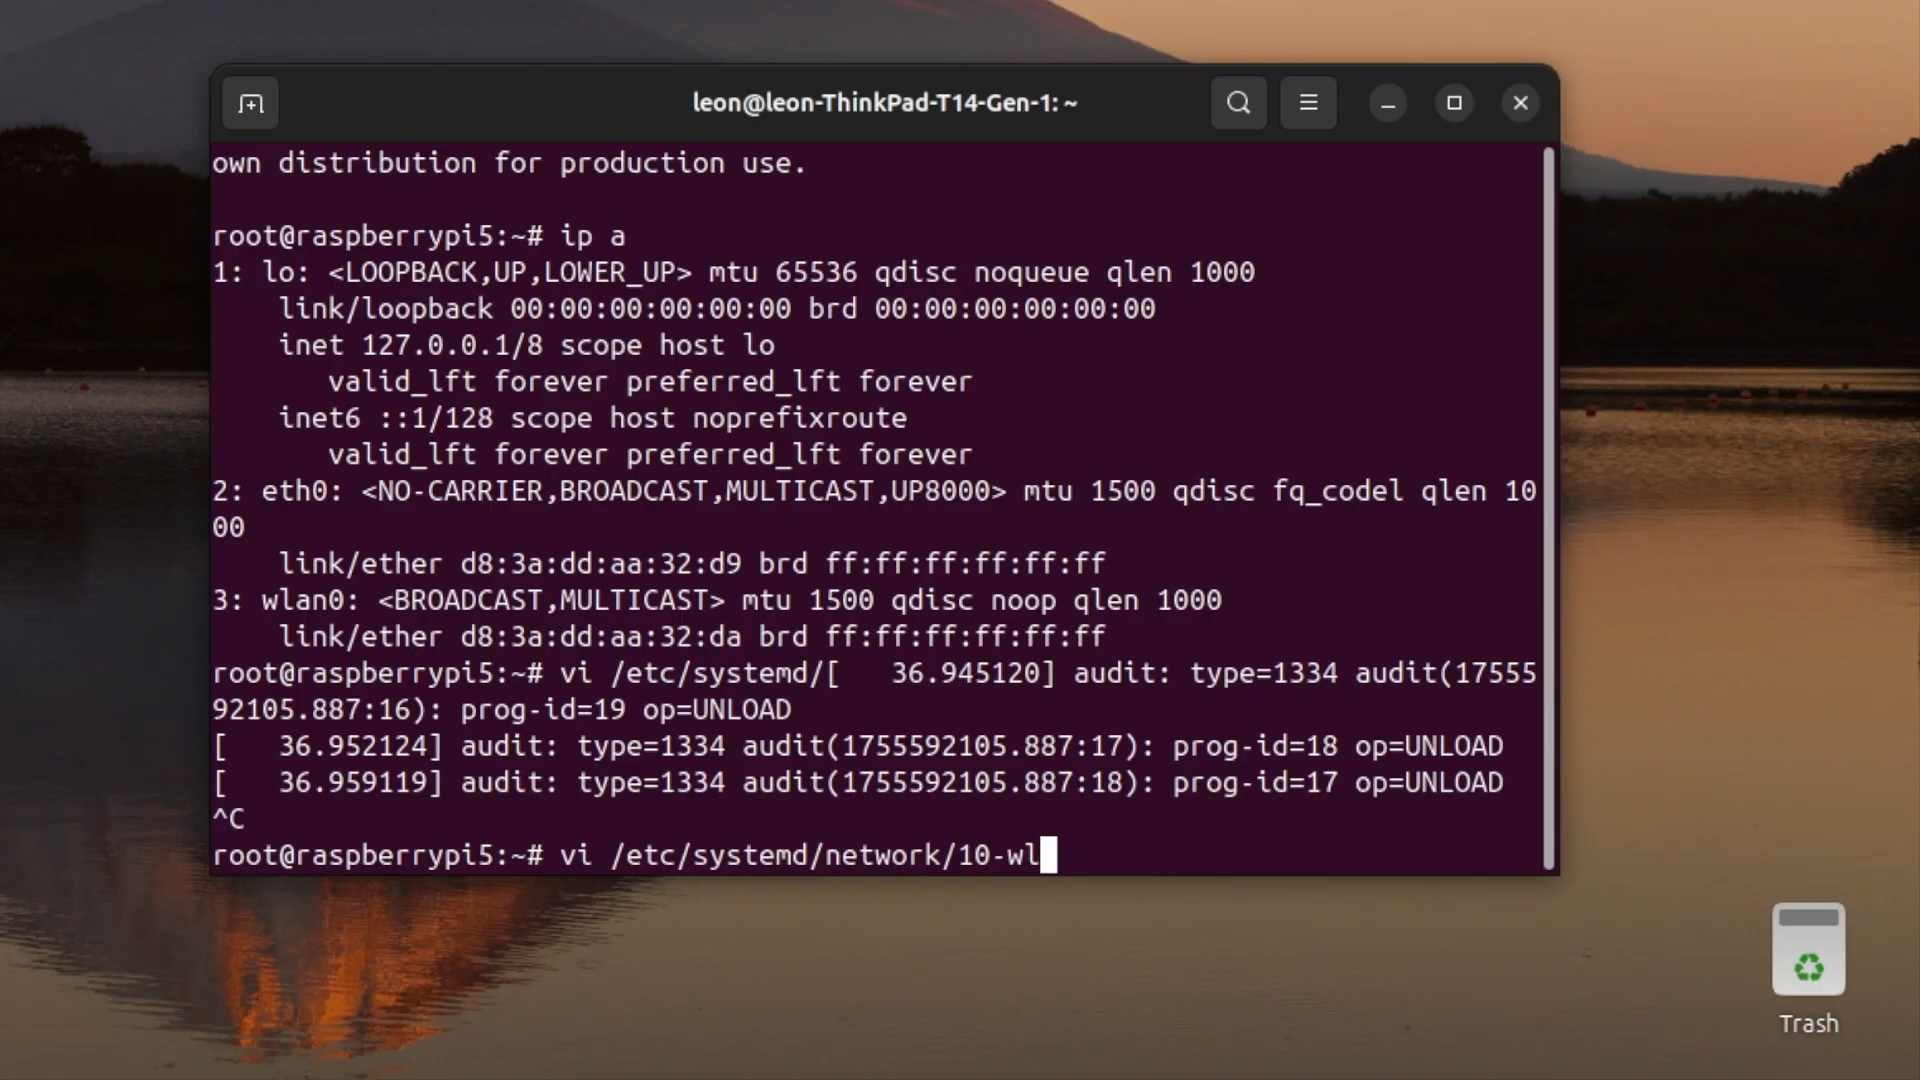 leon@leon-ThinkPad-T14-Gen-1: ~
own distribution for production use.
root@raspberrypi5:~# ip a
1: lo: <LOOPBACK,UP,LOWER_UP> mtu 65536 qdisc noqueue qlen 1000
    link/loopback 00:00:00:00:00:00 brd 00:00:00:00:00:00
    inet 127.0.0.1/8 scope host lo
       valid_lft forever preferred_lft forever
    inet6 ::1/128 scope host noprefixroute
       valid_lft forever preferred_lft forever
2: eth0: <NO-CARRIER,BROADCAST,MULTICAST,UP8000> mtu 1500 qdisc fq_codel qlen 10
00
    link/ether d8:3a:dd:aa:32:d9 brd ff:ff:ff:ff:ff:ff
3: wlan0: <BROADCAST,MULTICAST> mtu 1500 qdisc noop qlen 1000
    link/ether d8:3a:dd:aa:32:da brd ff:ff:ff:ff:ff:ff
root@raspberrypi5:~# vi /etc/systemd/[   36.945120] audit: type=1334 audit(17555
92105.887:16): prog-id=19 op=UNLOAD
[   36.952124] audit: type=1334 audit(1755592105.887:17): prog-id=18 op=UNLOAD
[   36.959119] audit: type=1334 audit(1755592105.887:18): prog-id=17 op=UNLOAD
^C
root@raspberrypi5:~# vi /etc/systemd/network/10-wl
Trash